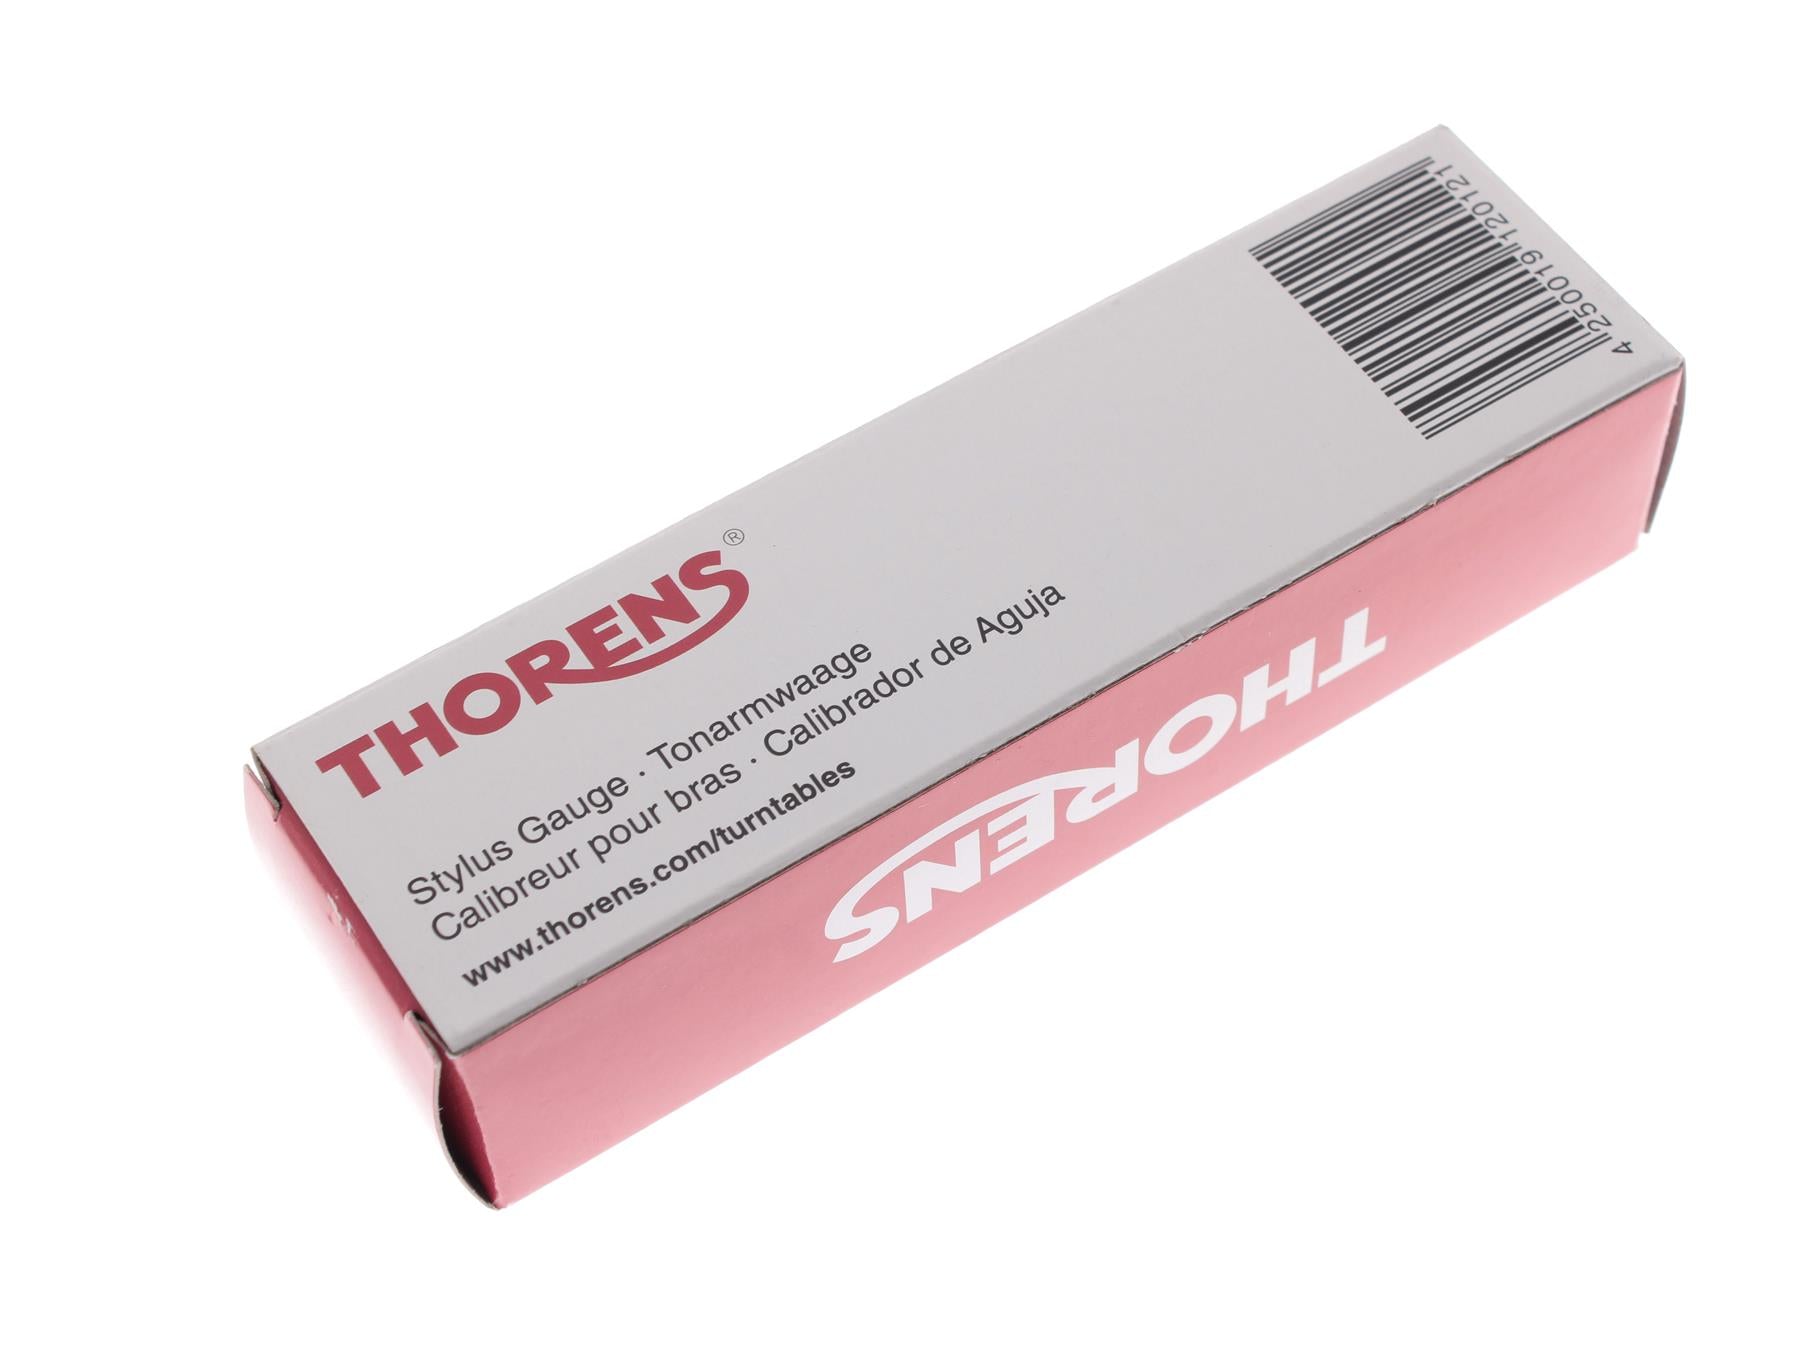 THORENS®
Stylus Gauge · Tonarmwaage
Calibreur pour bras · Calibrador de Aguja
www.thorens.com/turntables
4 250019 120121
THORENS